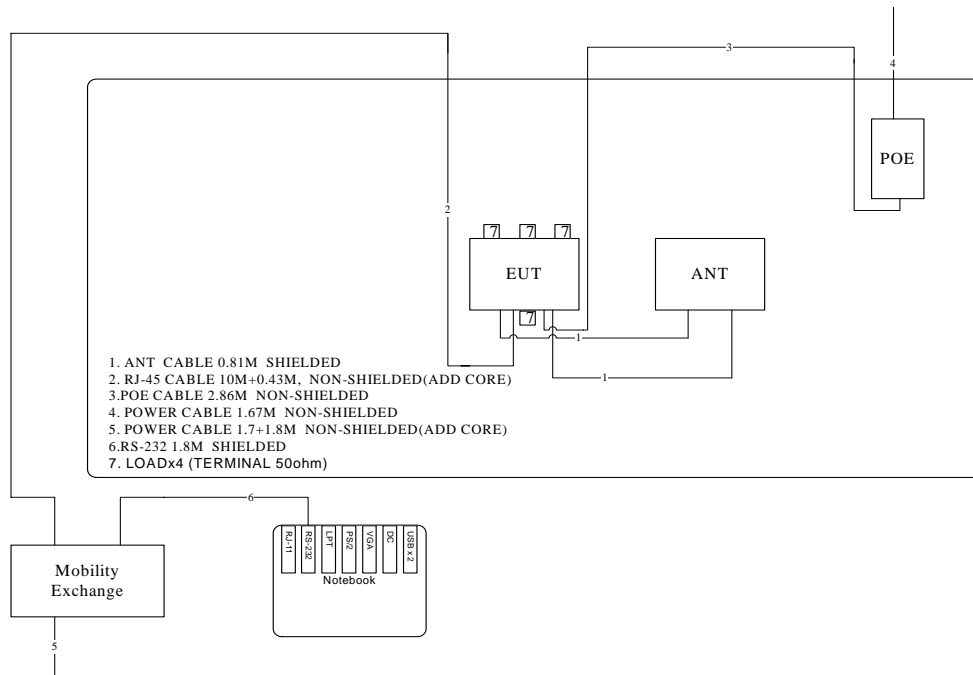 3
4
POE
2
7 7 7
EUT
ANT
7
1
1
1. ANT CABLE 0.81M SHIELDED
2. RJ-45 CABLE 10M+0.43M, NON-SHIELDED(ADD CORE)
3.POE CABLE 2.86M NON-SHIELDED
4. POWER CABLE 1.67M NON-SHIELDED
5. POWER CABLE 1.7+1.8M NON-SHIELDED(ADD CORE)
6.RS-232 1.8M SHIELDED
7. LOADx4 (TERMINAL 50ohm)
6
RJ-11
RS-232
LPT
PS/2
VGA
DC
USB x 2
Notebook
Mobility
Exchange
5